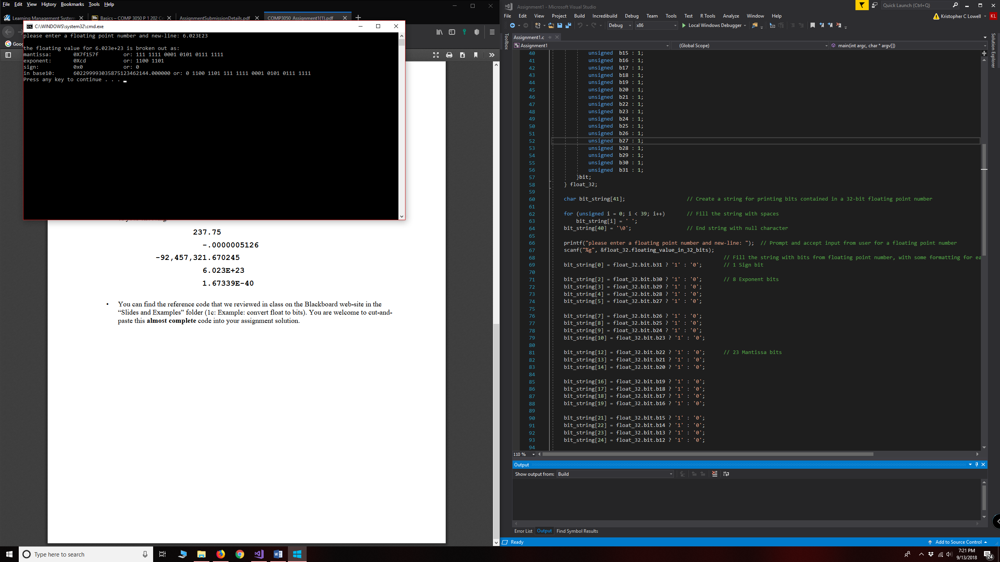 File Edit View History Bookmarks Tools Help
Learning Management System
Basics – COMP 3050 P 1 202 Co
AssignmentSubmissionDetails.pdf
COMP3050 Assignment1(1).pdf
C:\WINDOWS\system32\cmd.exe
Goog
please enter a floating point number and new-line: 6.023E23
the floating value for 6.023e+23 is broken out as:
mantissa: 0X7f157f or: 111 1111 0001 0101 0111 1111
exponent: 0Xcd or: 1100 1101
sign: 0x0 or: 0
in base10: 602299993035875123462144.000000 or: 0 1100 1101 111 1111 0001 0101 0111 1111
Press any key to continue . . .
237.75
-.0000005126
-92,457,321.670245
6.023E+23
1.67339E-40
• You can find the reference code that we reviewed in class on the Blackboard web-site in the
“Slides and Examples” folder (1c: Example: convert float to bits). You are welcome to cut-and-
paste this almost complete code into your assignment solution.
Assignment1 - Microsoft Visual Studio
Quick Launch (Ctrl+Q)
File Edit View Project Build Incredibuild Debug Team Tools Test R Tools Analyze Window Help
Kristopher C Lowell KL
Debug x86 Local Windows Debugger
Toolbox
Solution Explorer
Assignment1.c
Assignment1 (Global Scope) main(int argc, char * argv[])
40 unsigned b15 : 1;
41 unsigned b16 : 1;
42 unsigned b17 : 1;
43 unsigned b18 : 1;
44 unsigned b19 : 1;
45 unsigned b20 : 1;
46 unsigned b21 : 1;
47 unsigned b22 : 1;
48 unsigned b23 : 1;
49 unsigned b24 : 1;
50 unsigned b25 : 1;
51 unsigned b26 : 1;
52 unsigned b27 : 1;
53 unsigned b28 : 1;
54 unsigned b29 : 1;
55 unsigned b30 : 1;
56 unsigned b31 : 1;
57 }bit;
58 } float_32;
59
60 char bit_string[41]; // Create a string for printing bits contained in a 32-bit floating point number
61
62 for (unsigned i = 0; i < 39; i++) // Fill the string with spaces
63 bit_string[i] = ' ';
64 bit_string[40] = '\0'; // End string with null character
65
66 printf("please enter a floating point number and new-line: "); // Prompt and accept input from user for a floating point number
67 scanf("%g", &float_32.floating_value_in_32_bits);
68 // Fill the string with bits from floating point number, with some formatting for ea
69 bit_string[0] = float_32.bit.b31 ? '1' : '0'; // 1 Sign bit
70
71 bit_string[2] = float_32.bit.b30 ? '1' : '0'; // 8 Exponent bits
72 bit_string[3] = float_32.bit.b29 ? '1' : '0';
73 bit_string[4] = float_32.bit.b28 ? '1' : '0';
74 bit_string[5] = float_32.bit.b27 ? '1' : '0';
75
76 bit_string[7] = float_32.bit.b26 ? '1' : '0';
77 bit_string[8] = float_32.bit.b25 ? '1' : '0';
78 bit_string[9] = float_32.bit.b24 ? '1' : '0';
79 bit_string[10] = float_32.bit.b23 ? '1' : '0';
80
81 bit_string[12] = float_32.bit.b22 ? '1' : '0'; // 23 Mantissa bits
82 bit_string[13] = float_32.bit.b21 ? '1' : '0';
83 bit_string[14] = float_32.bit.b20 ? '1' : '0';
84
85 bit_string[16] = float_32.bit.b19 ? '1' : '0';
86 bit_string[17] = float_32.bit.b18 ? '1' : '0';
87 bit_string[18] = float_32.bit.b17 ? '1' : '0';
88 bit_string[19] = float_32.bit.b16 ? '1' : '0';
89
90 bit_string[21] = float_32.bit.b15 ? '1' : '0';
91 bit_string[22] = float_32.bit.b14 ? '1' : '0';
92 bit_string[23] = float_32.bit.b13 ? '1' : '0';
93 bit_string[24] = float_32.bit.b12 ? '1' : '0';
94
110 %
Output
Show output from: Build
Error List Output Find Symbol Results
Ready Add to Source Control
Type here to search
7:21 PM
9/13/2018
24